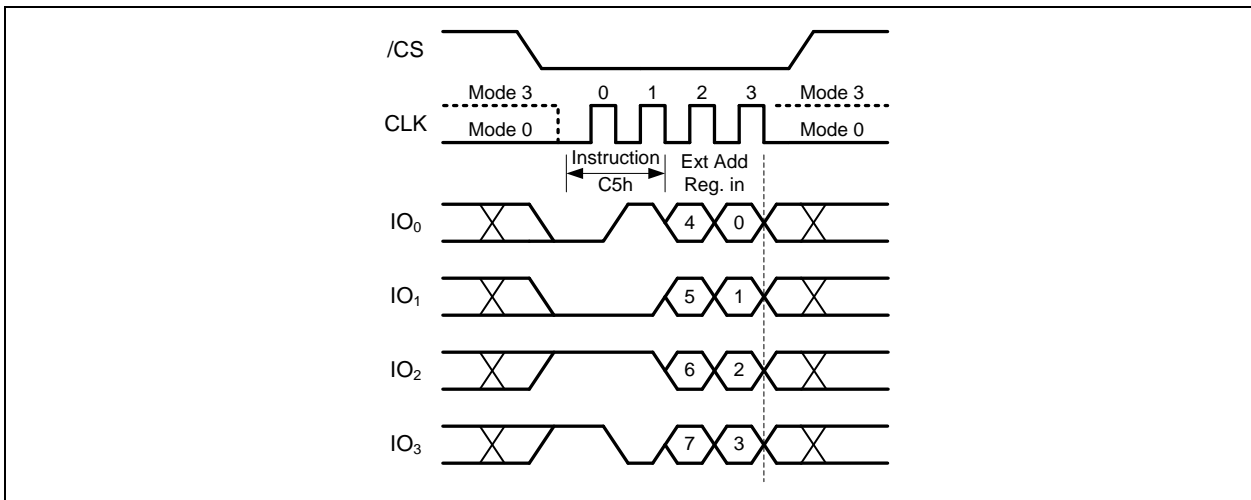 /CS
Mode 3 0 1 2 3 Mode 3
CLK
Mode 0 Mode 0
Instruction Ext Add
C5h Reg. in
IO₀ 4 0
IO₁ 5 1
IO₂ 6 2
IO₃ 7 3